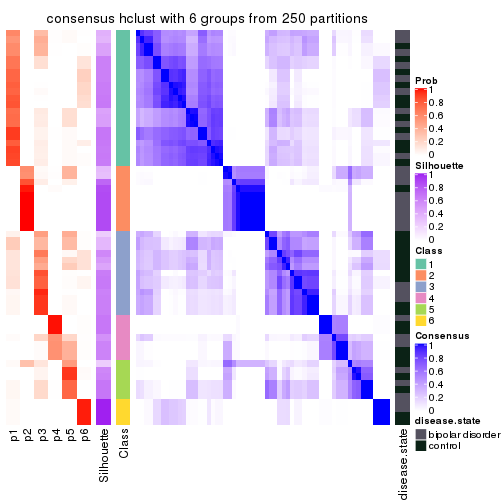 consensus hclust with 6 groups from 250 partitions
Prob
1
0.8
0.6
0.4
0.2
0
Silhouette
1
0.8
0.6
0.4
0.2
0
Class
1
2
3
4
5
6
Consensus
1
0.8
0.6
0.4
0.2
0
disease.state
bipolar disorder
control
p1
p2
p3
p4
p5
p6
Silhouette
Class
disease.state